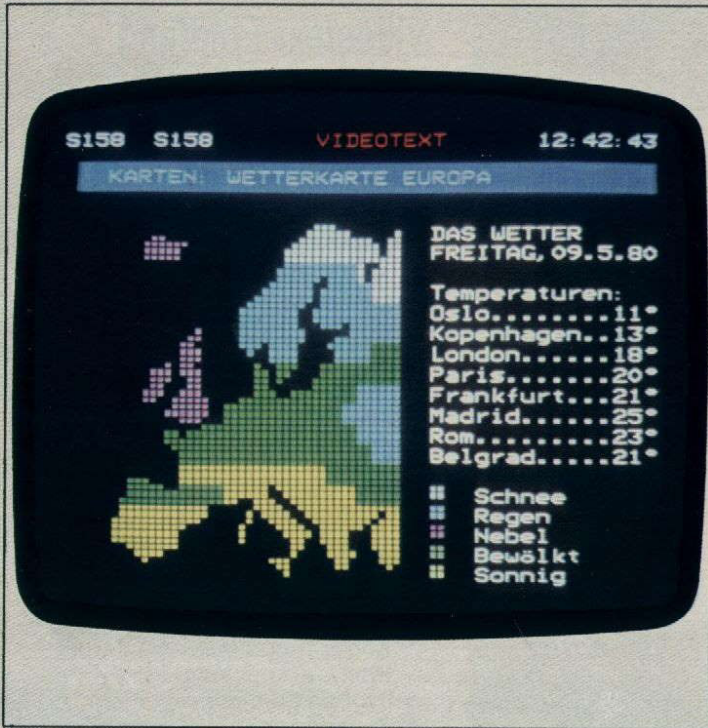 S158 S158 VIDEOTEXT 12:42:43
KARTEN: WETTERKARTE EUROPA
DAS WETTER
FREITAG, 09.5.80
Temperaturen:
Oslo........11°
Kopenhagen..13°
London......18°
Paris.......20°
Frankfurt...21°
Madrid......25°
Rom.........23°
Belgrad.....21°
Schnee
Regen
Nebel
Bewölkt
Sonnig